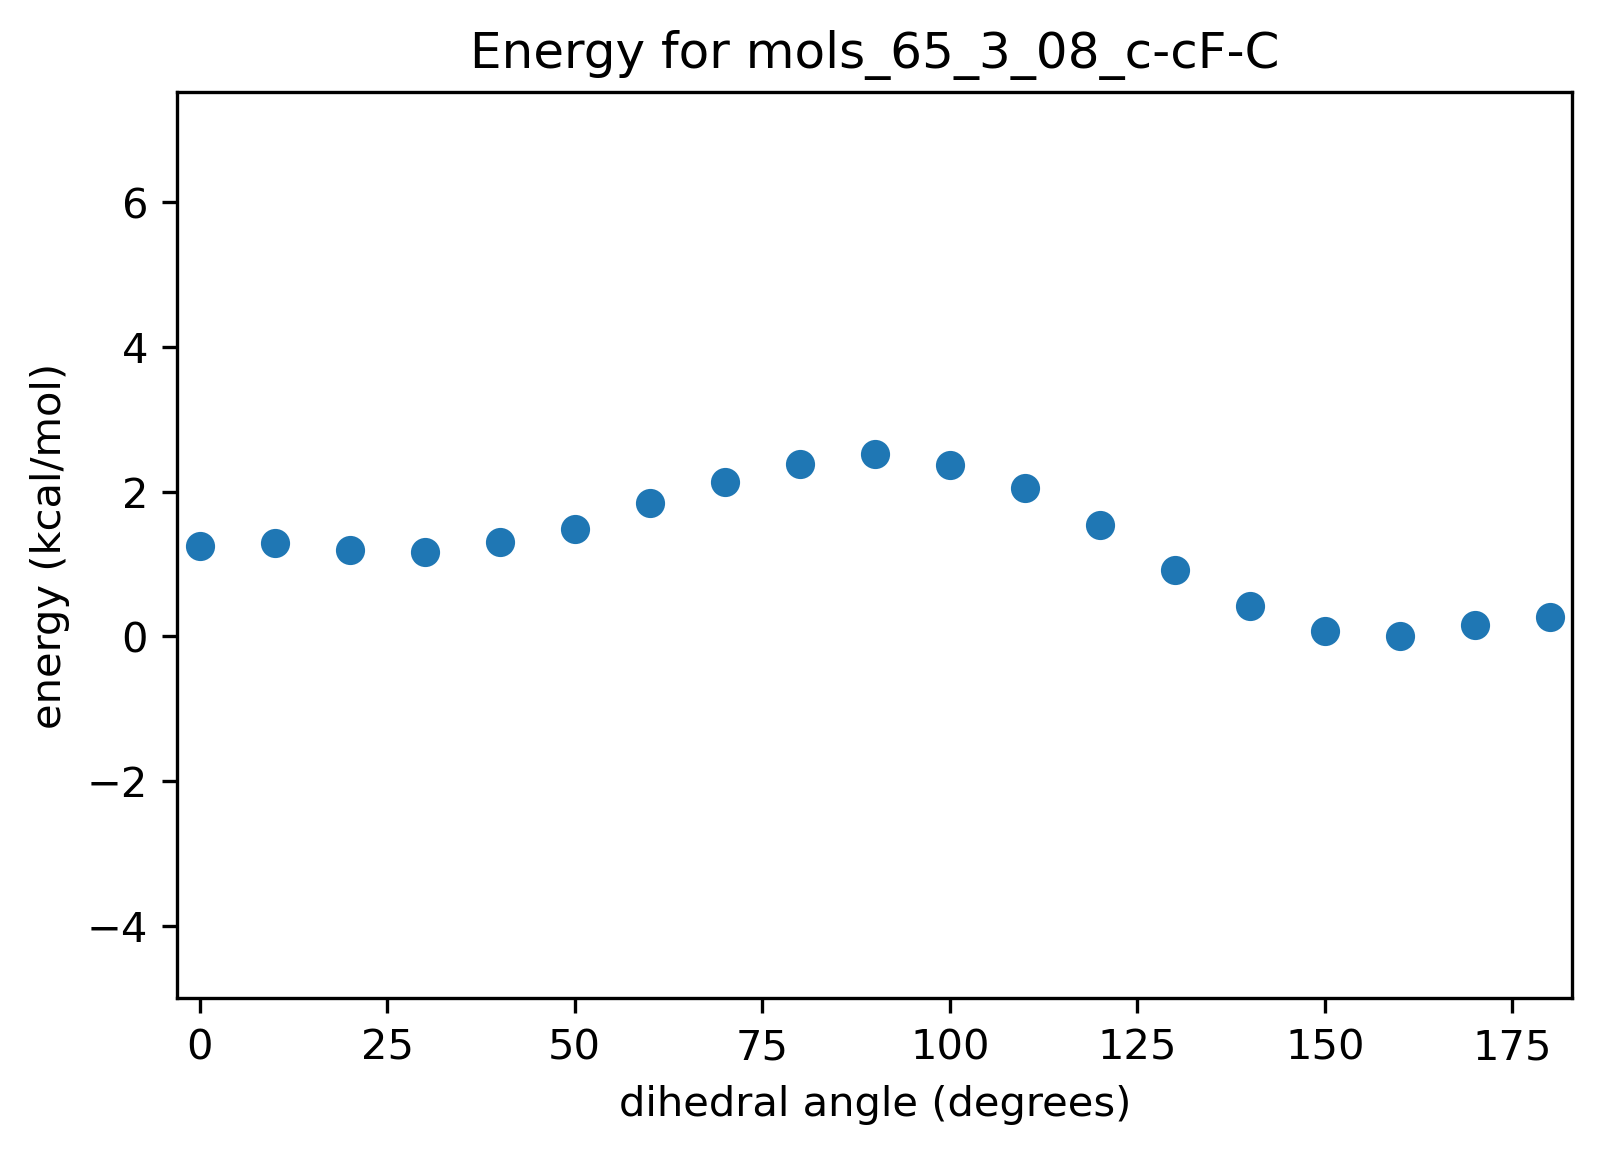 Energy for mols_65_3_08_c-cF-C
energy (kcal/mol)
6
4
2
0
−2
−4
0 25 50 75 100 125 150 175
dihedral angle (degrees)